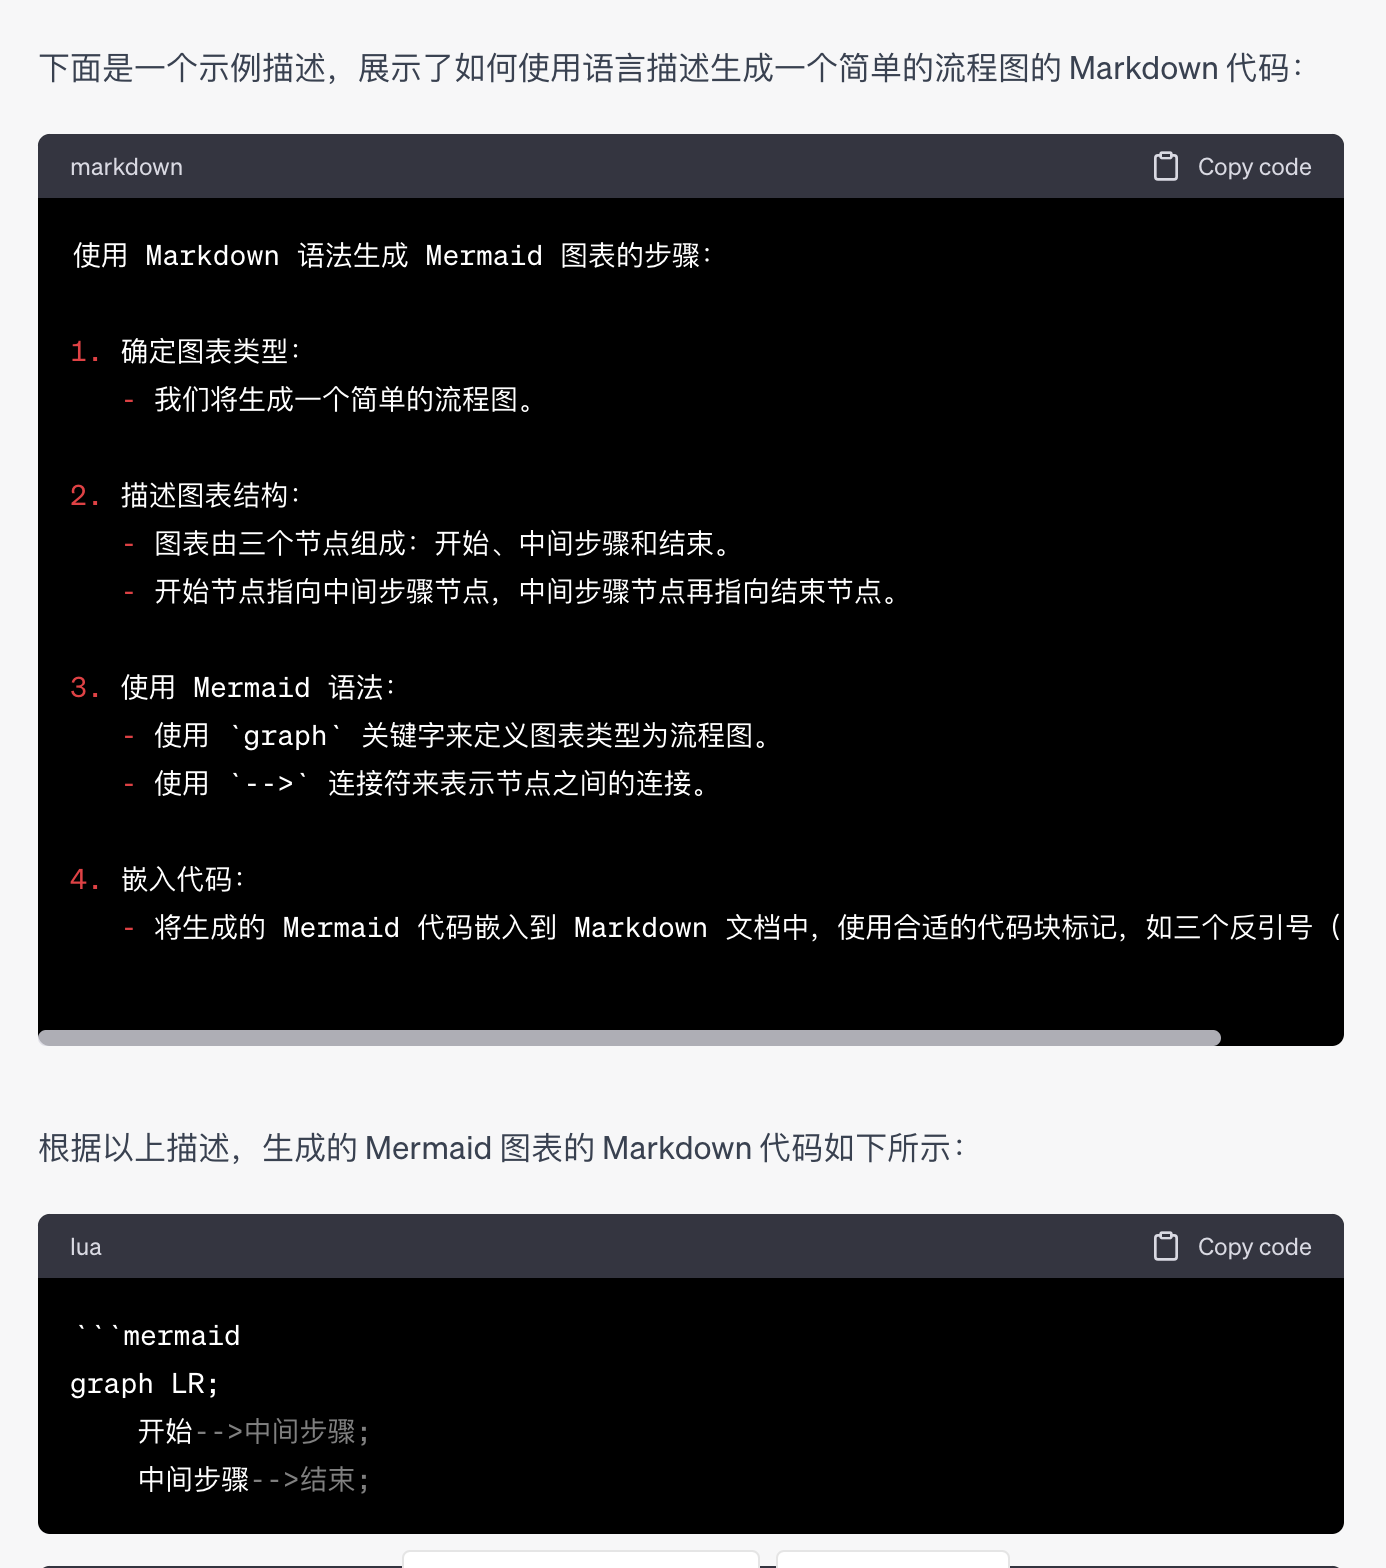 下面是一个示例描述，展示了如何使用语言描述生成一个简单的流程图的 Markdown 代码：
markdown
Copy code
使用 Markdown 语法生成 Mermaid 图表的步骤：
1. 确定图表类型：
- 我们将生成一个简单的流程图。
2. 描述图表结构：
- 图表由三个节点组成：开始、中间步骤和结束。
- 开始节点指向中间步骤节点，中间步骤节点再指向结束节点。
3. 使用 Mermaid 语法：
- 使用 `graph` 关键字来定义图表类型为流程图。
- 使用 `-->` 连接符来表示节点之间的连接。
4. 嵌入代码：
- 将生成的 Mermaid 代码嵌入到 Markdown 文档中，使用合适的代码块标记，如三个反引号（
根据以上描述，生成的 Mermaid 图表的 Markdown 代码如下所示：
lua
Copy code
```mermaid
graph LR;
开始-->中间步骤;
中间步骤-->结束;